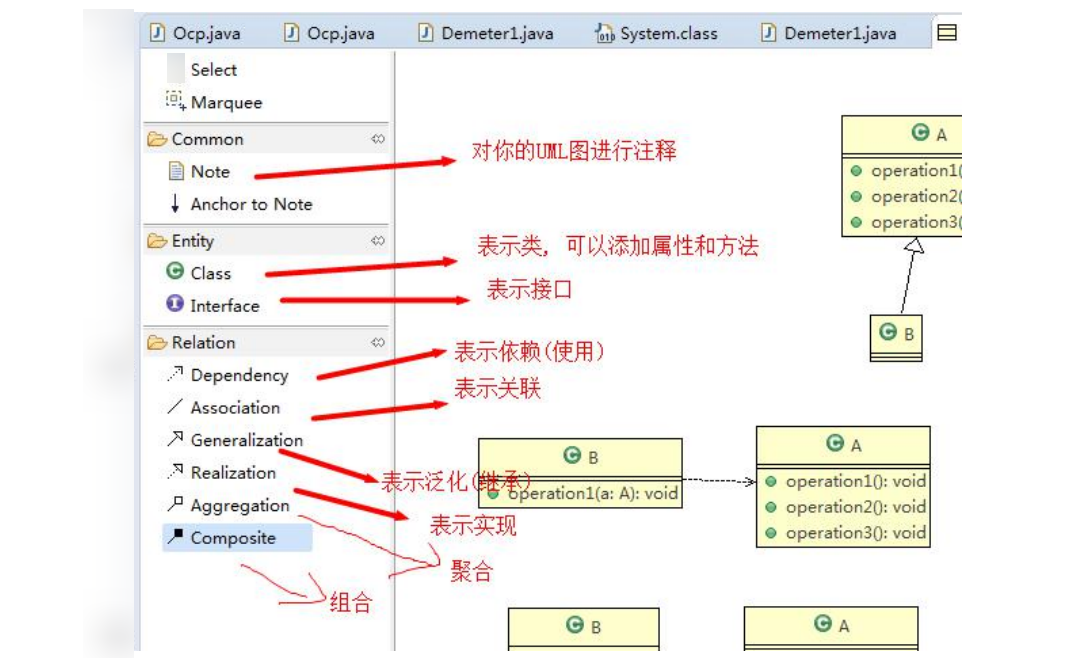 Ocp.java
Ocp.java
Demeter1.java
System.class
Demeter1.java
Select
Marquee
Common
Note
对你的UML图进行注释
Anchor to Note
Entity
Class
表示类, 可以添加属性和方法
Interface
表示接口
Relation
Dependency
表示依赖(使用)
Association
表示关联
Generalization
表示泛化(继承)
Realization
表示实现
Aggregation
聚合
Composite
组合
A
operation1(
operation2(
operation3(
B
B
operation1(a: A): void
A
operation1(): void
operation2(): void
operation3(): void
B
A